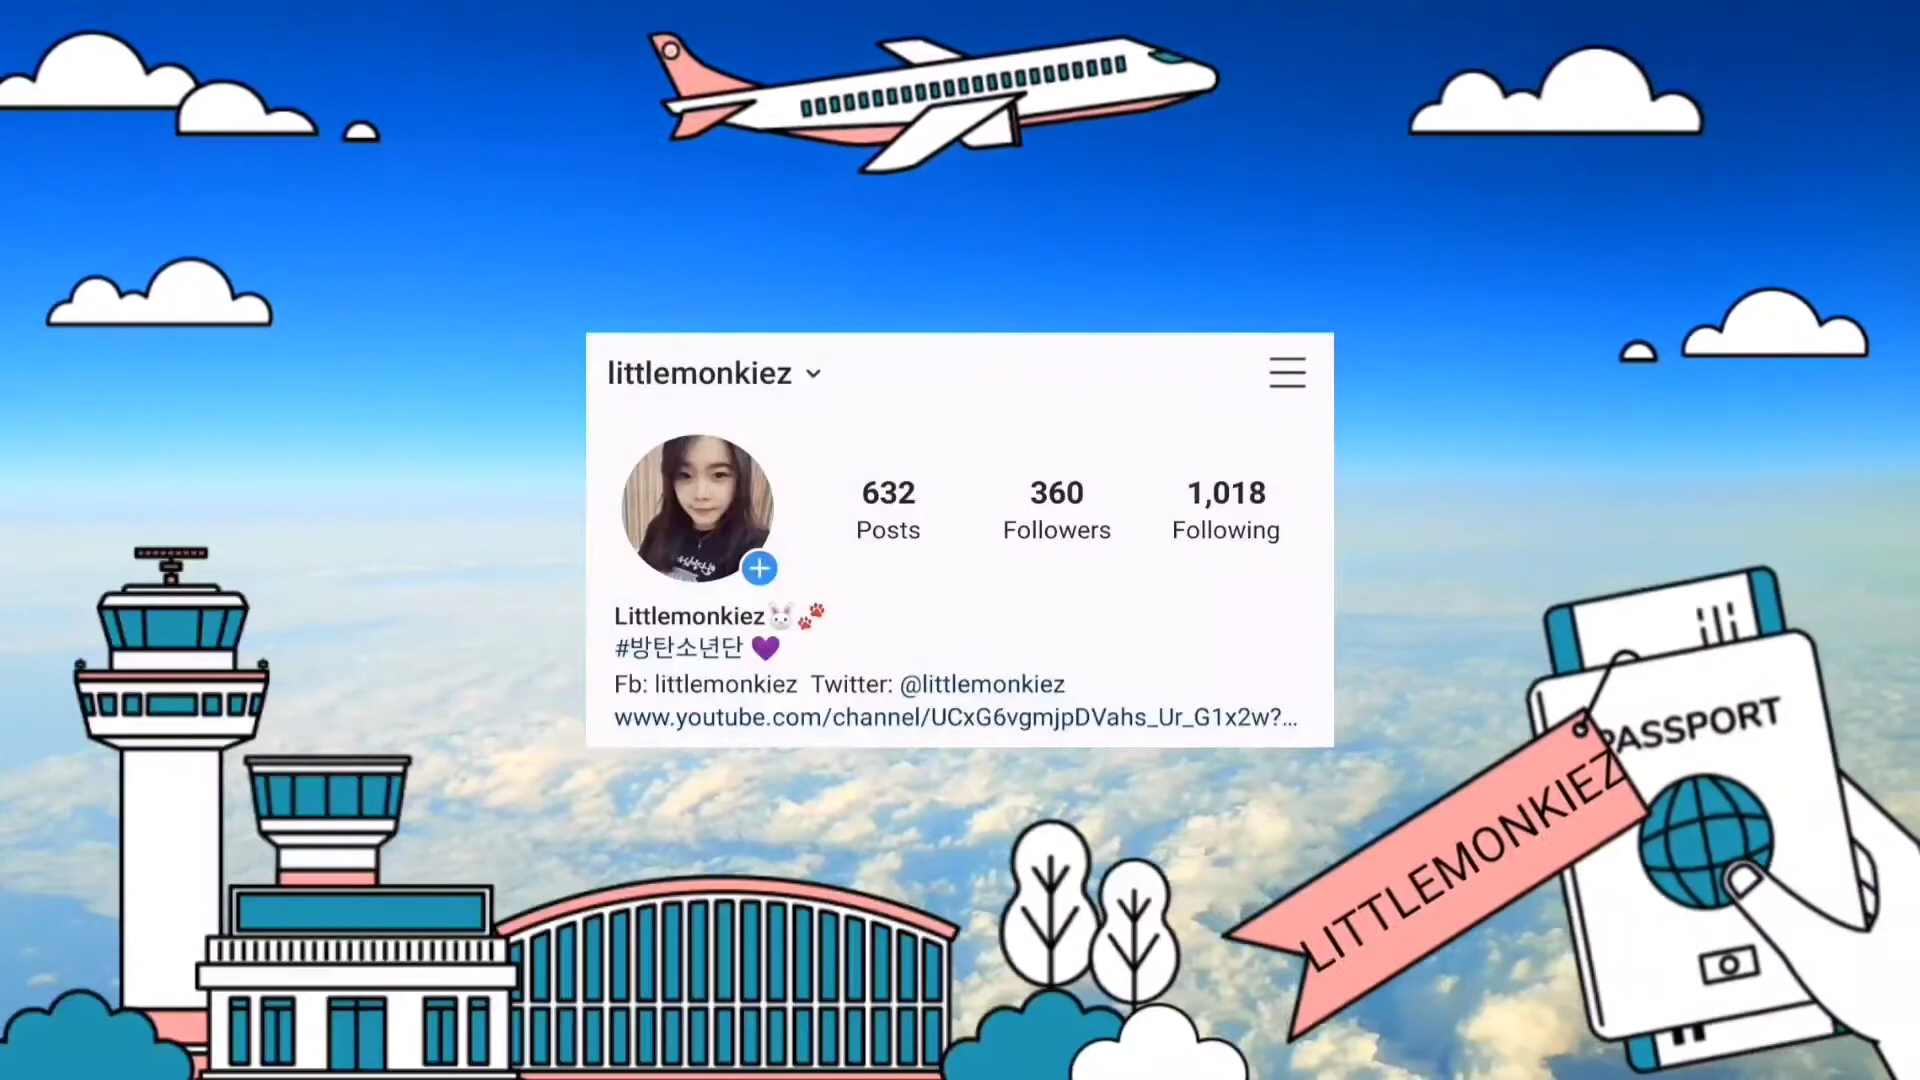 littlemonkiez
632
360
1,018
Posts
Followers
Following
Littlemonkiez🐰🐾
#방탄소년단 💜
Fb: littlemonkiez Twitter: @littlemonkiez
www.youtube.com/channel/UCxG6vgmjpDVahs_Ur_G1x2w?...
PASSPORT
LITTLEMONKIEZ